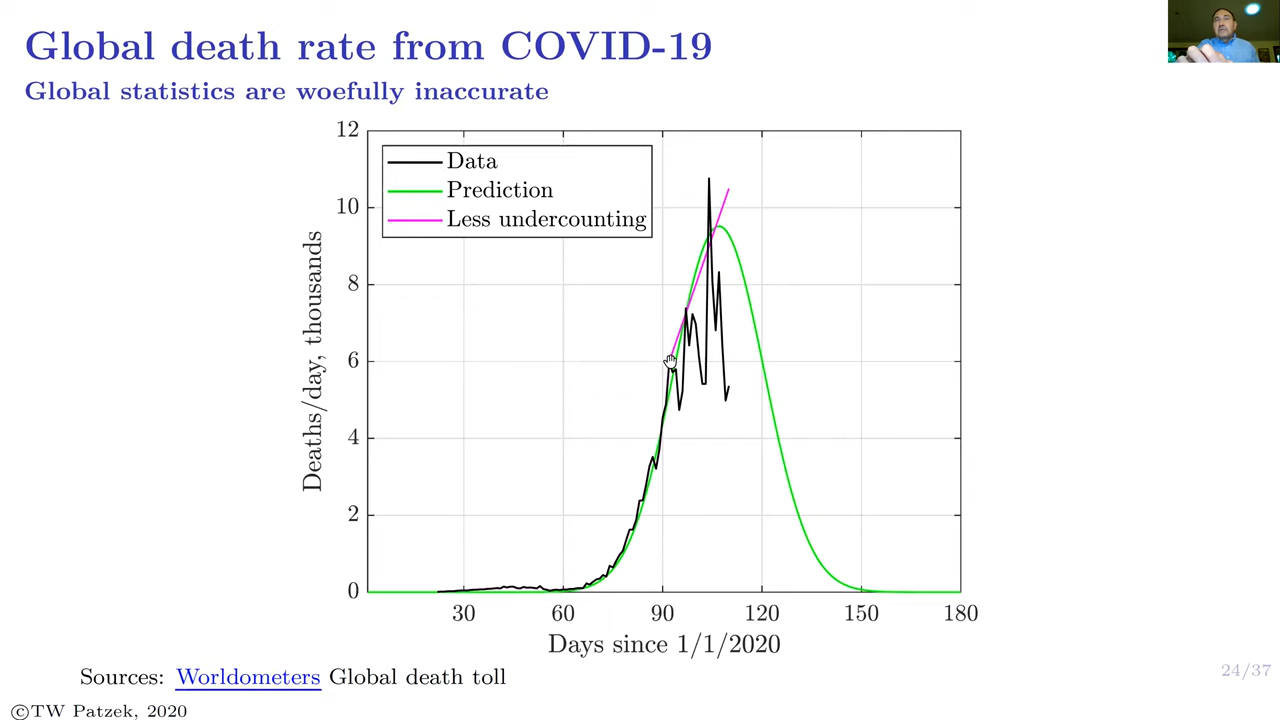 Global death rate from COVID-19
Global statistics are woefully inaccurate
12
10
8
6
4
2
0
Deaths/day, thousands
Data
Prediction
Less undercounting
30 60 90 120 150 180
Days since 1/1/2020
Sources: Worldometers Global death toll
24/37
©TW Patzek, 2020